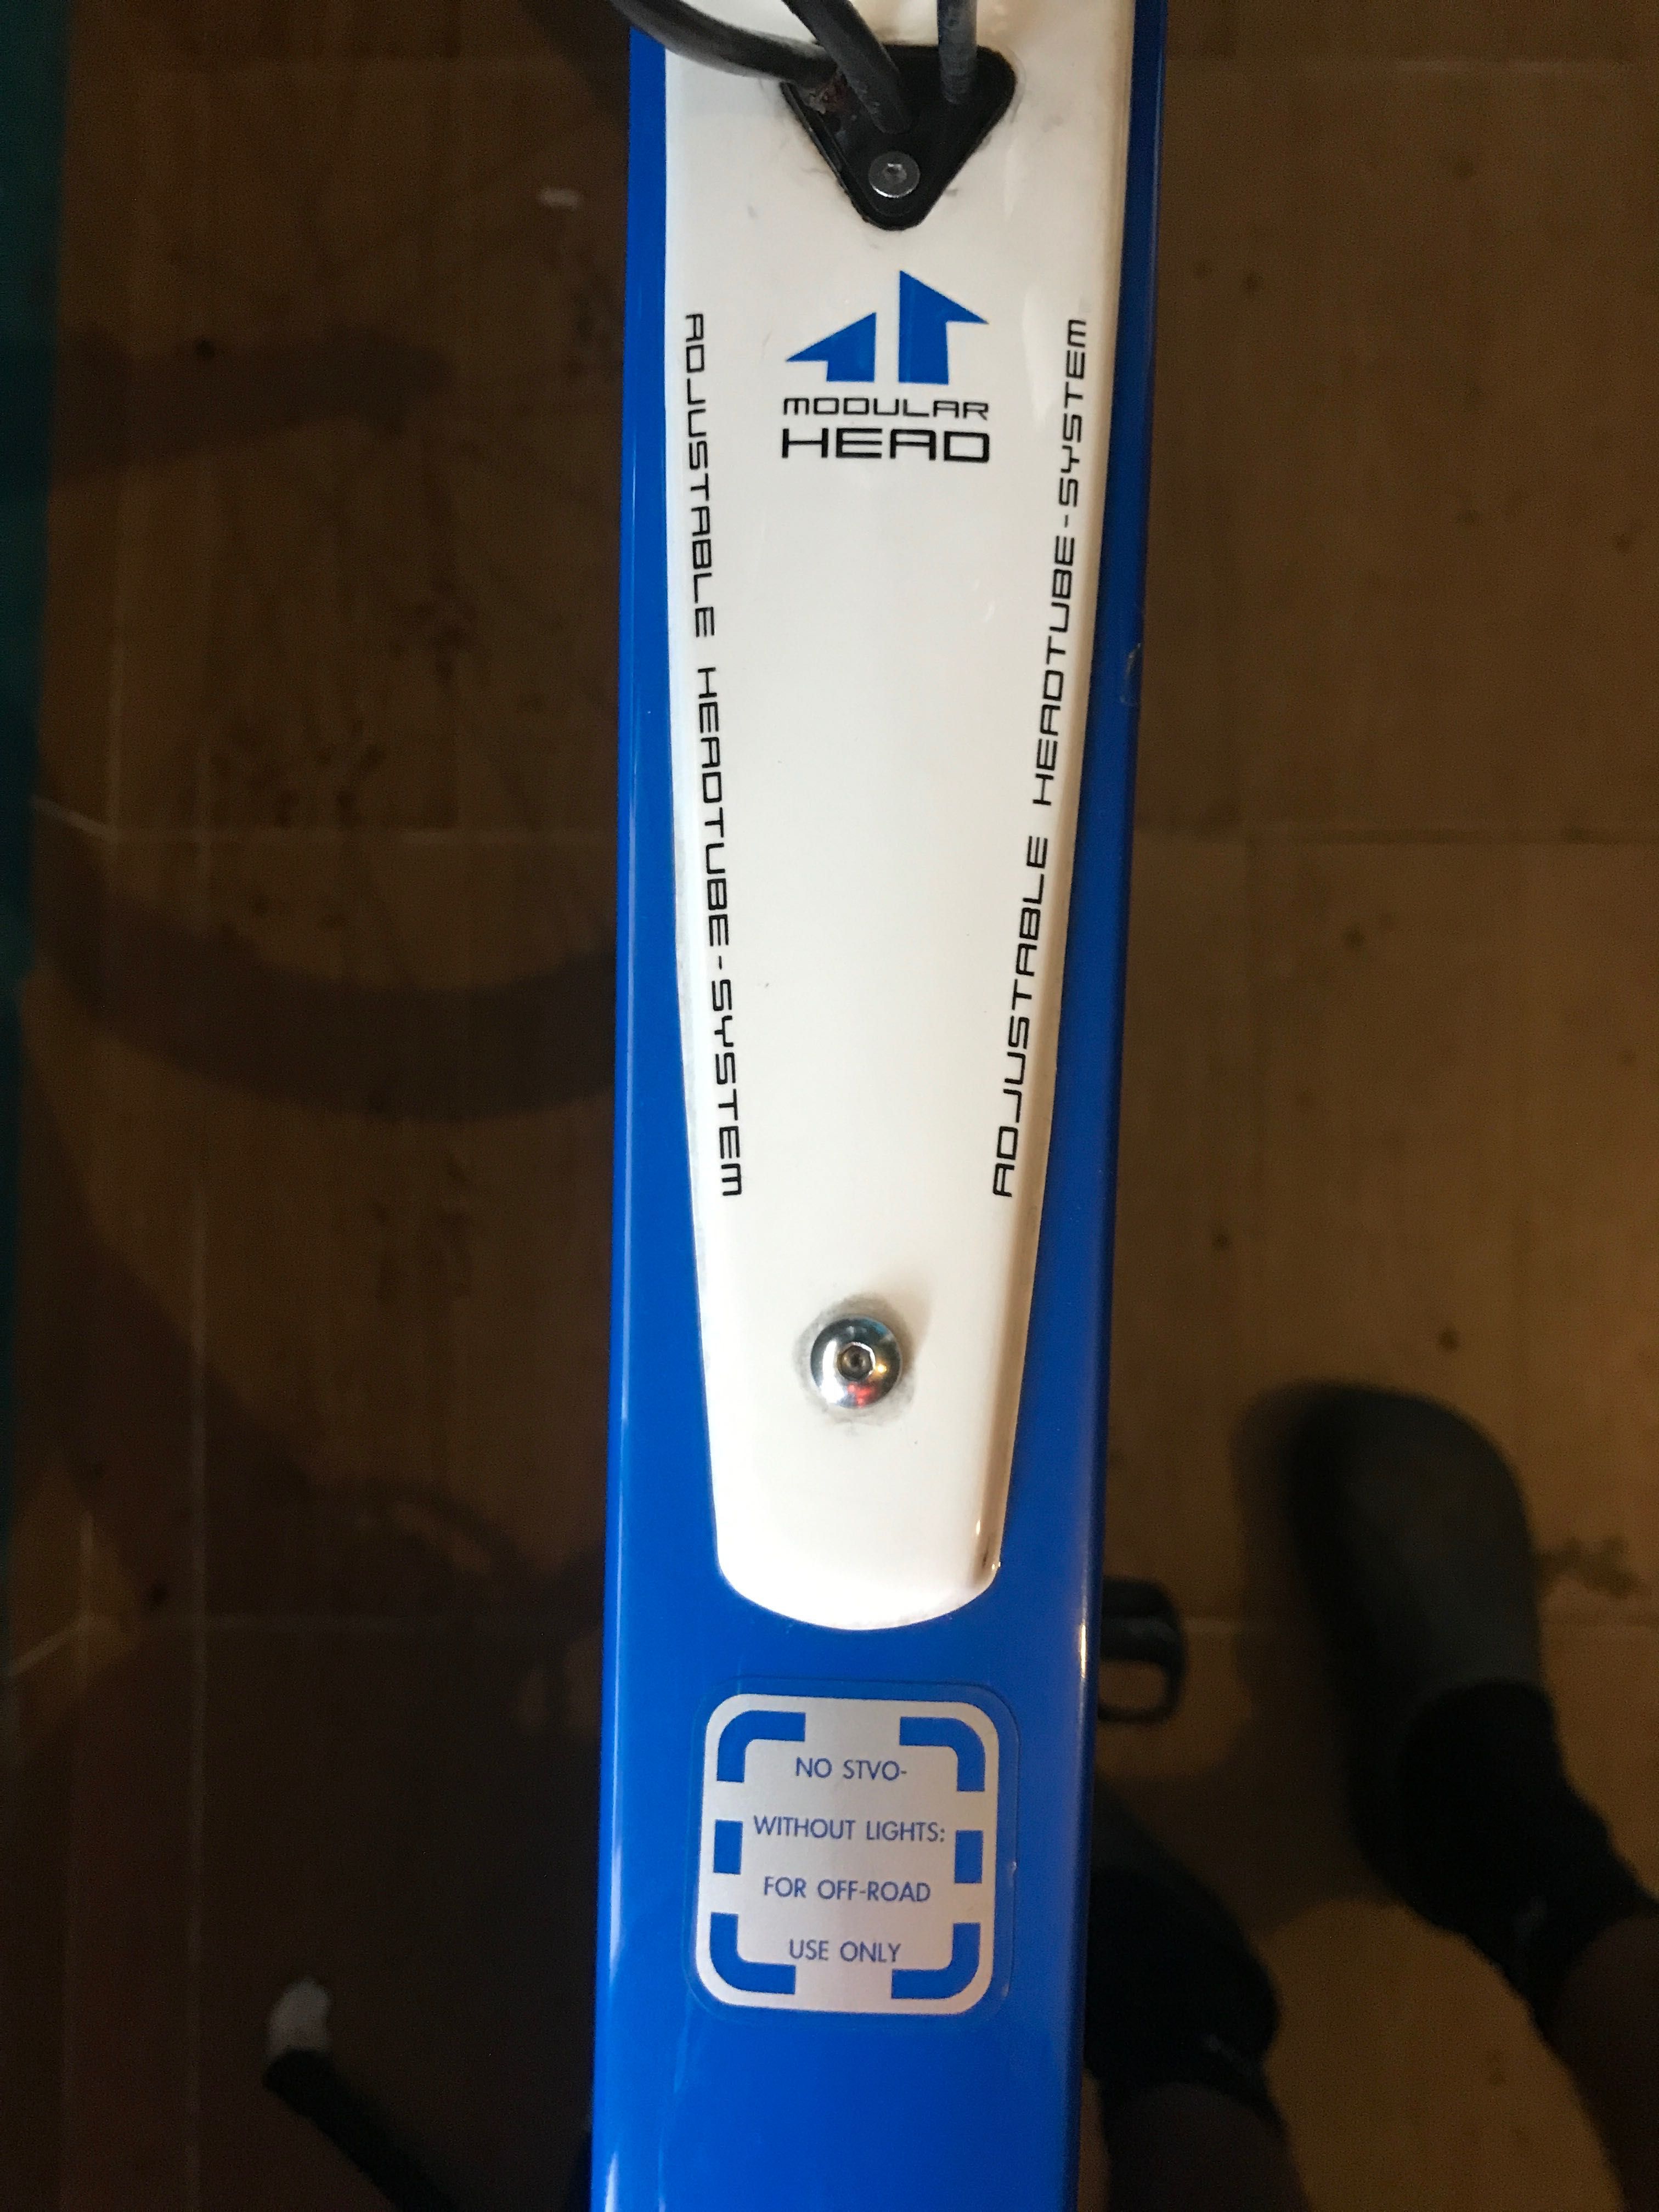 MODULAR
HEAD
ADJUSTABLE HEADTUBE-SYSTEM
ADJUSTABLE HEADTUBE-SYSTEM
NO STVO-
WITHOUT LIGHTS:
FOR OFF-ROAD
USE ONLY